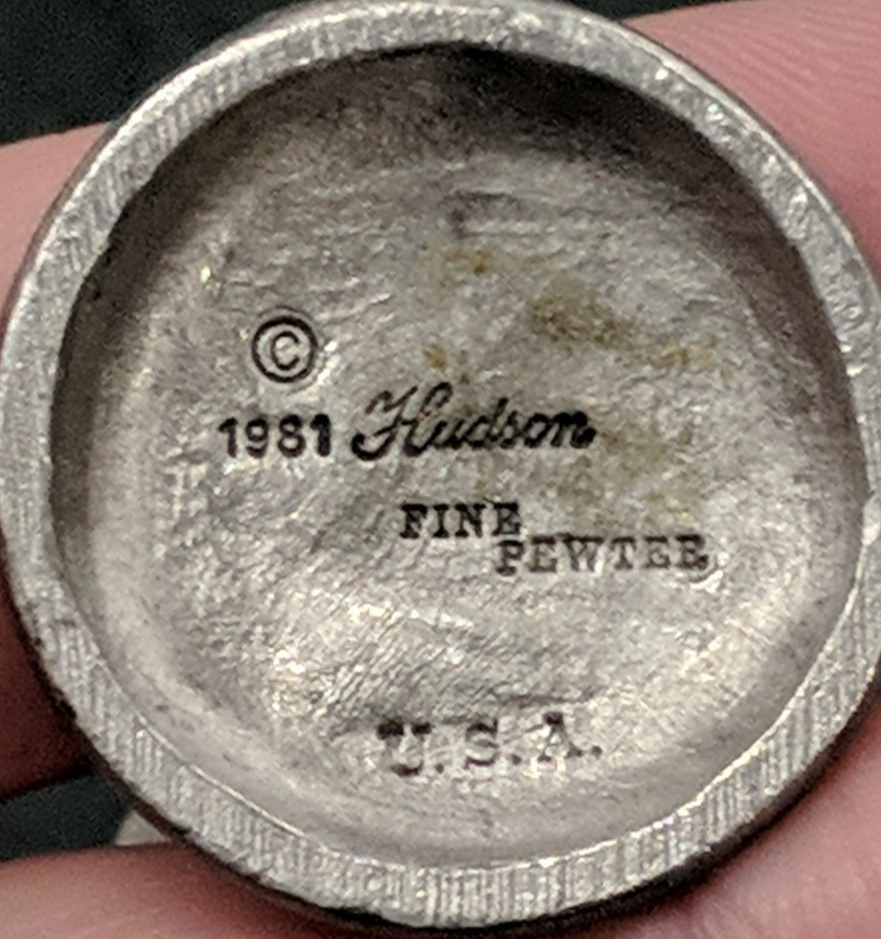 ©
1981 Hudson
FINE
PEWTER
U.S.A.